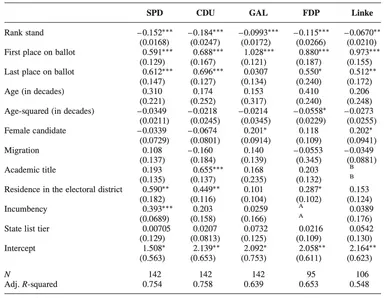 SPD CDU GAL FDP Linke
Rank stand −0.152*** −0.184*** −0.0993*** −0.115*** −0.0670**
(0.0168) (0.0247) (0.0172) (0.0266) (0.0210)
First place on ballot 0.591*** 0.688*** 1.028*** 0.880*** 0.973***
(0.129) (0.167) (0.121) (0.187) (0.155)
Last place on ballot 0.612*** 0.696*** 0.0307 0.550* 0.512**
(0.147) (0.127) (0.134) (0.240) (0.172)
Age (in decades) 0.310 0.174 0.153 0.410 0.206
(0.221) (0.252) (0.317) (0.240) (0.248)
Age-squared (in decades) −0.0349 −0.0218 −0.0214 −0.0558* −0.0273
(0.0211) (0.0245) (0.0345) (0.0229) (0.0255)
Female candidate −0.0339 −0.0674 0.201* 0.118 0.202*
(0.0729) (0.0801) (0.0914) (0.109) (0.0941)
Migration 0.108 −0.160 0.140 −0.0553 −0.0349
(0.137) (0.184) (0.139) (0.345) (0.0881)
Academic title 0.193 0.655*** 0.168 0.203 B
(0.135) (0.137) (0.235) (0.132) B
Residence in the electoral district 0.590** 0.449** 0.101 0.287* 0.153
(0.182) (0.116) (0.104) (0.102) (0.124)
Incumbency 0.393*** 0.203 0.0259 A 0.0389
(0.0689) (0.158) (0.166) A (0.176)
State list tier 0.00705 0.0207 0.0732 0.0216 0.0542
(0.129) (0.0813) (0.125) (0.109) (0.130)
Intercept 1.508* 2.139** 2.092* 2.058** 2.164**
(0.563) (0.653) (0.753) (0.611) (0.623)
N 142 142 142 95 106
Adj. R-squared 0.754 0.758 0.639 0.653 0.548